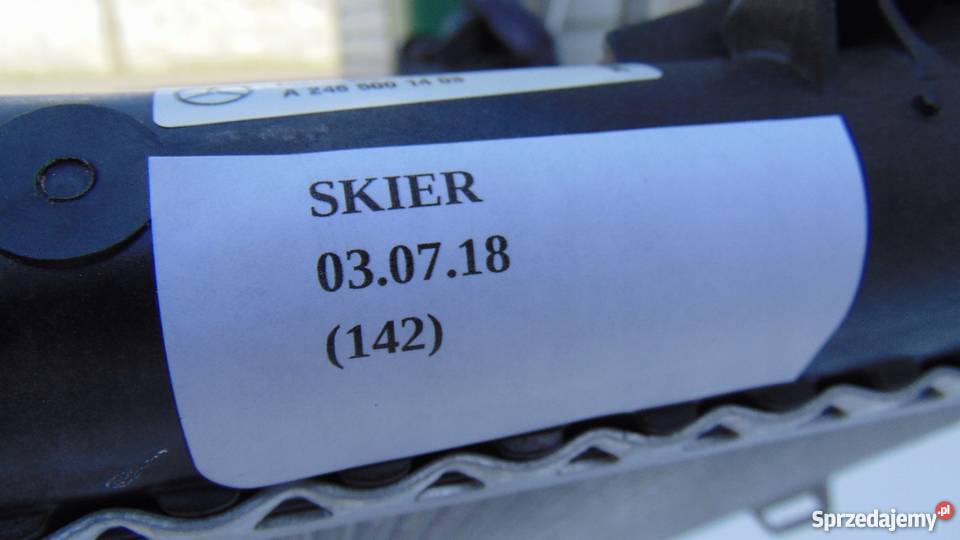 A 246 500 14 03
SKIER
03.07.18
(142)
Sprzedajemy.pl